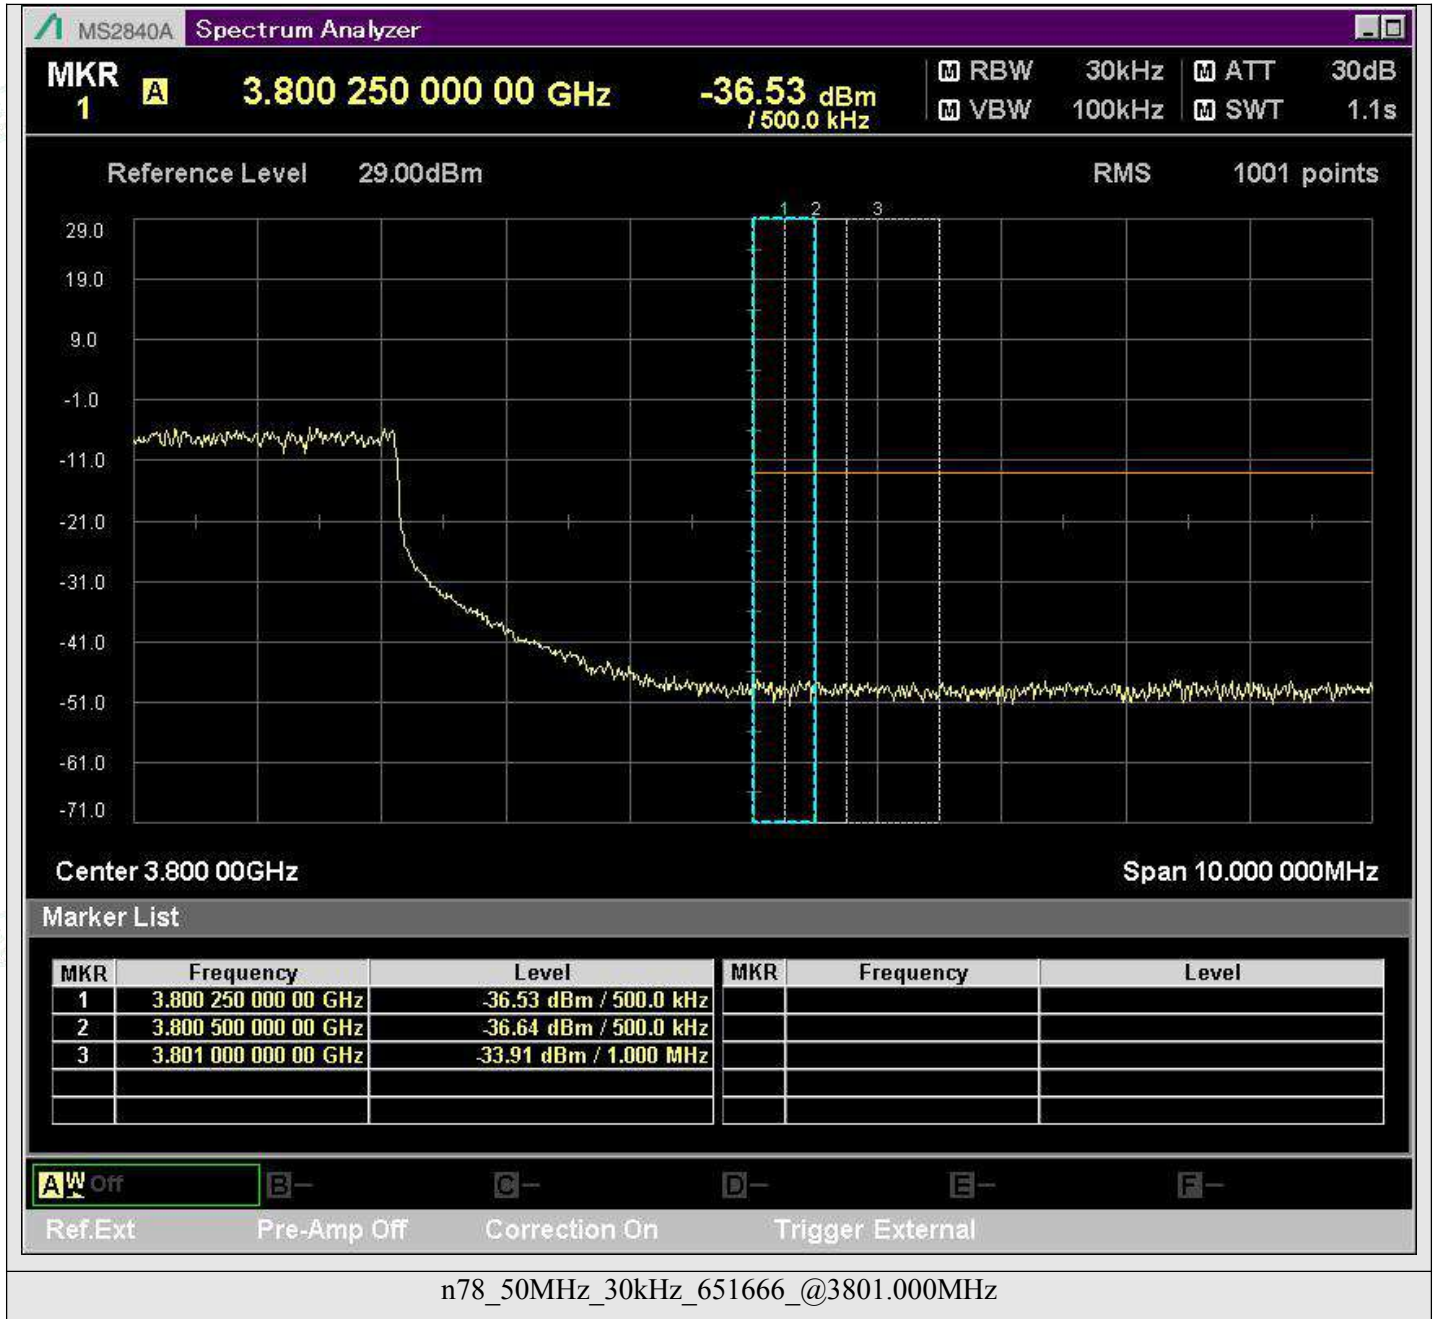 MS2840A Spectrum Analyzer
MKR 1 A 3.800 250 000 00 GHz -36.53 dBm / 500.0 kHz
M RBW 30kHz M ATT 30dB
M VBW 100kHz M SWT 1.1s
Reference Level 29.00dBm RMS 1001 points
1 2 3
29.0
19.0
9.0
-1.0
-11.0
-21.0
-31.0
-41.0
-51.0
-61.0
-71.0
Center 3.800 00GHz Span 10.000 000MHz
Marker List
MKR Frequency Level MKR Frequency Level
1 3.800 250 000 00 GHz -36.53 dBm / 500.0 kHz
2 3.800 500 000 00 GHz -36.64 dBm / 500.0 kHz
3 3.801 000 000 00 GHz -33.91 dBm / 1.000 MHz
A W Off B – C – D – E – F –
Ref.Ext Pre-Amp Off Correction On Trigger External
n78_50MHz_30kHz_651666_@3801.000MHz